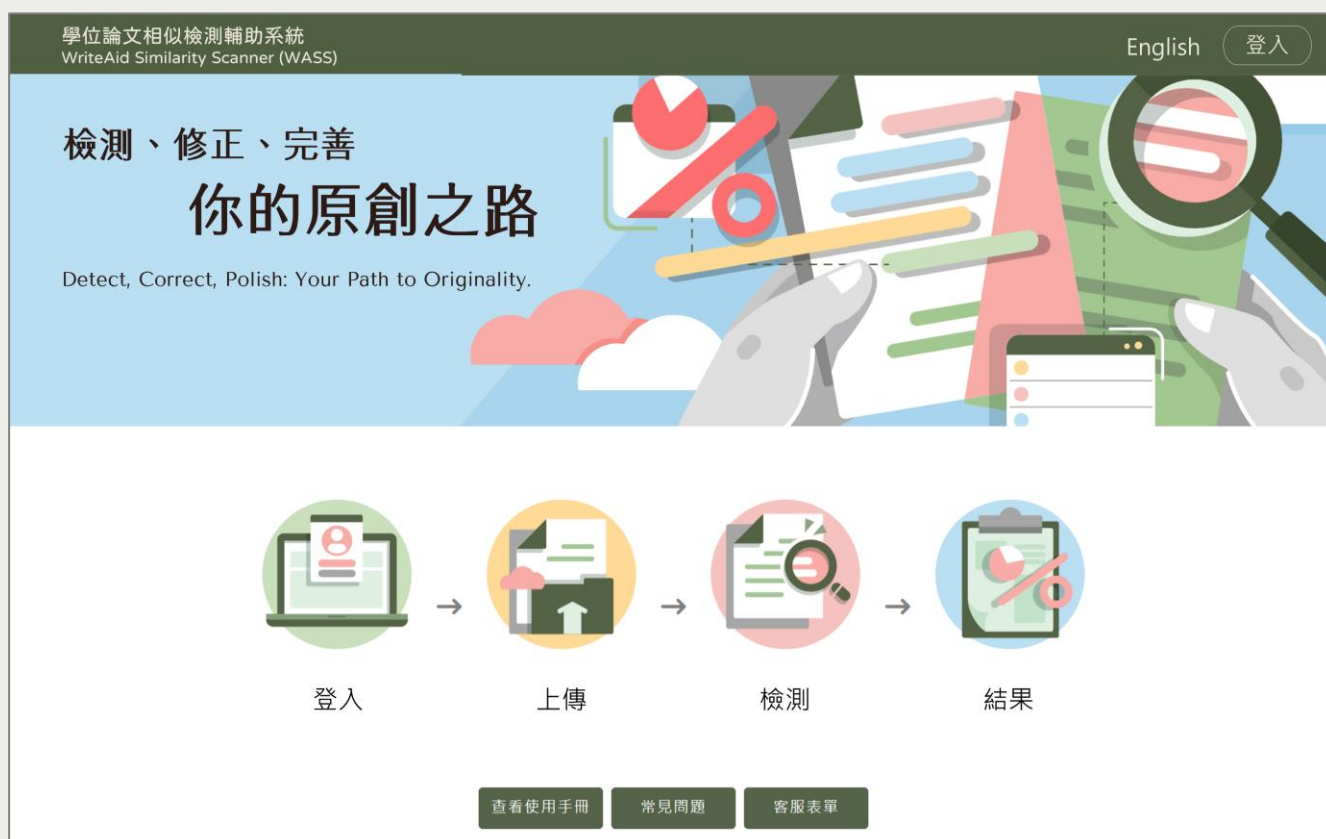 學位論文相似檢測輔助系統
WriteAid Similarity Scanner (WASS)
English
登入
檢測、修正、完善
你的原創之路
Detect, Correct, Polish: Your Path to Originality.
登入
上傳
檢測
結果
查看使用手冊
常見問題
客服表單